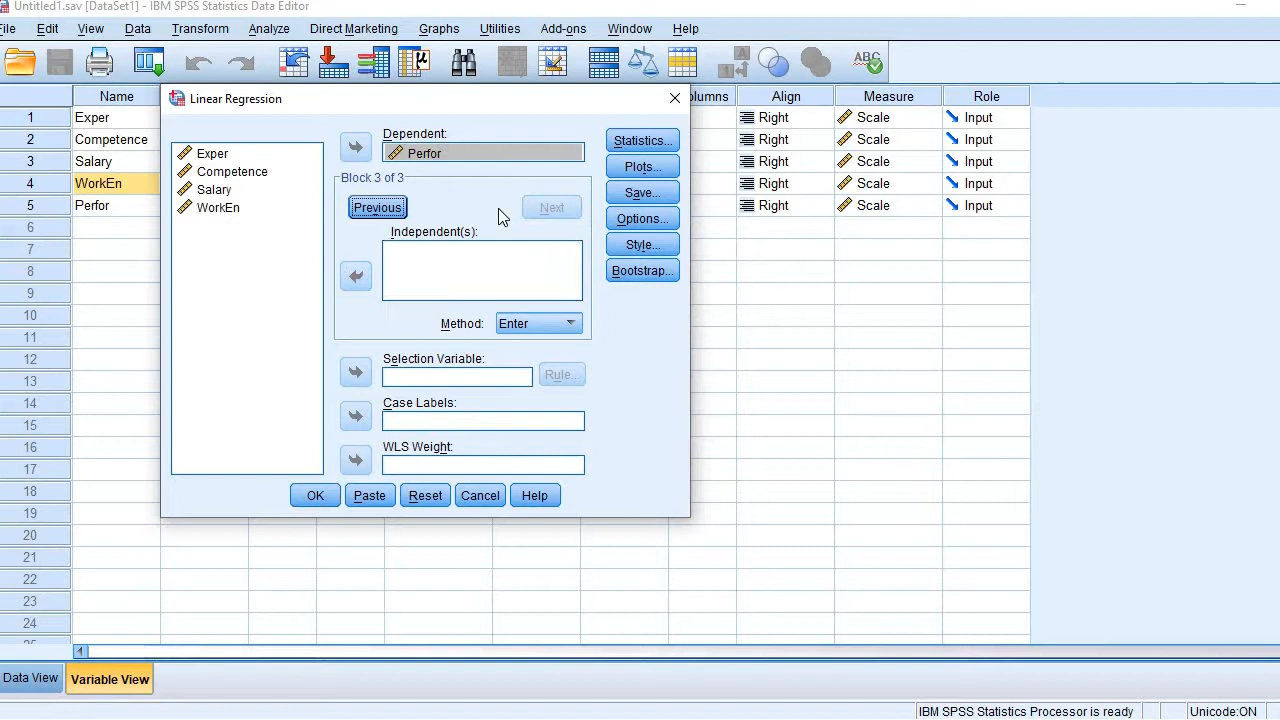 Untitled1.sav [DataSet1] - IBM SPSS Statistics Data Editor
File Edit View Data Transform Analyze Direct Marketing Graphs Utilities Add-ons Window Help
Name Columns Align Measure Role
Linear Regression
1 Exper Right Scale Input
2 Competence Right Scale Input
3 Salary Right Scale Input
4 WorkEn Right Scale Input
5 Perfor Right Scale Input
6
7
8
9
10
11
12
13
14
15
16
17
18
19
20
21
22
23
24
Exper
Competence
Salary
WorkEn
Dependent:
Perfor
Block 3 of 3
Previous Next
Independent(s):
Method: Enter
Selection Variable:
Rule...
Case Labels:
WLS Weight:
Statistics...
Plots...
Save...
Options...
Style...
Bootstrap...
OK Paste Reset Cancel Help
Data View Variable View
IBM SPSS Statistics Processor is ready Unicode:ON